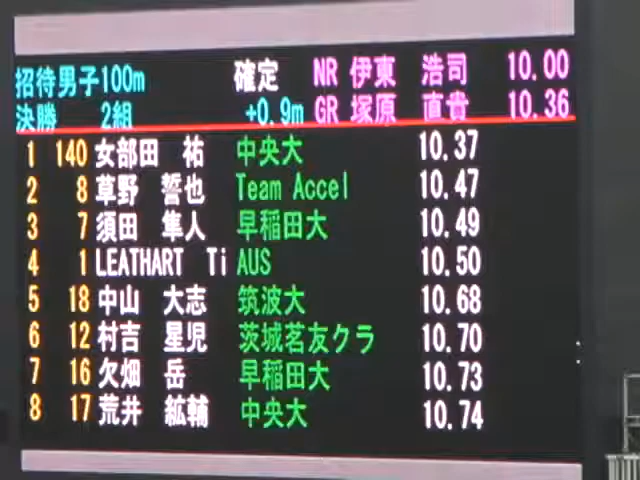 招待男子100m 確定 NR 伊東 浩司 10.00
決勝 2組 +0.9m GR 塚原 直貴 10.36
1 140 女部田 祐 中央大 10.37
2 8 草野 誓也 Team Accel 10.47
3 7 須田 隼人 早稲田大 10.49
4 1 LEATHART Ti AUS 10.50
5 18 中山 大志 筑波大 10.68
6 12 村吉 星児 茨城茗友クラ 10.70
7 16 欠畑 岳 早稲田大 10.73
8 17 荒井 紘輔 中央大 10.74